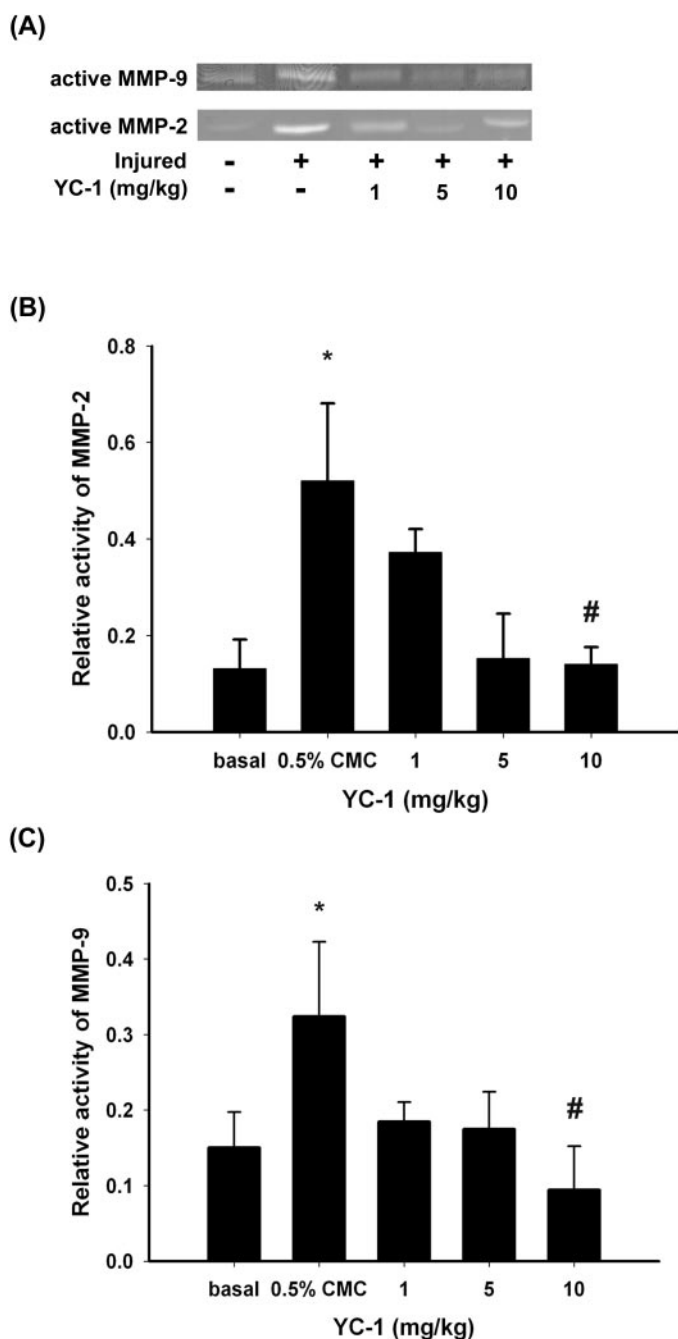 (A)
active MMP-9
active MMP-2
Injured - + + + +
YC-1 (mg/kg) - - 1 5 10
(B)
Relative activity of MMP-2
0.8
0.6
0.4
0.2
0.0
*
#
basal 0.5% CMC 1 5 10
YC-1 (mg/kg)
(C)
Relative activity of MMP-9
0.5
0.4
0.3
0.2
0.1
0.0
*
#
basal 0.5% CMC 1 5 10
YC-1 (mg/kg)